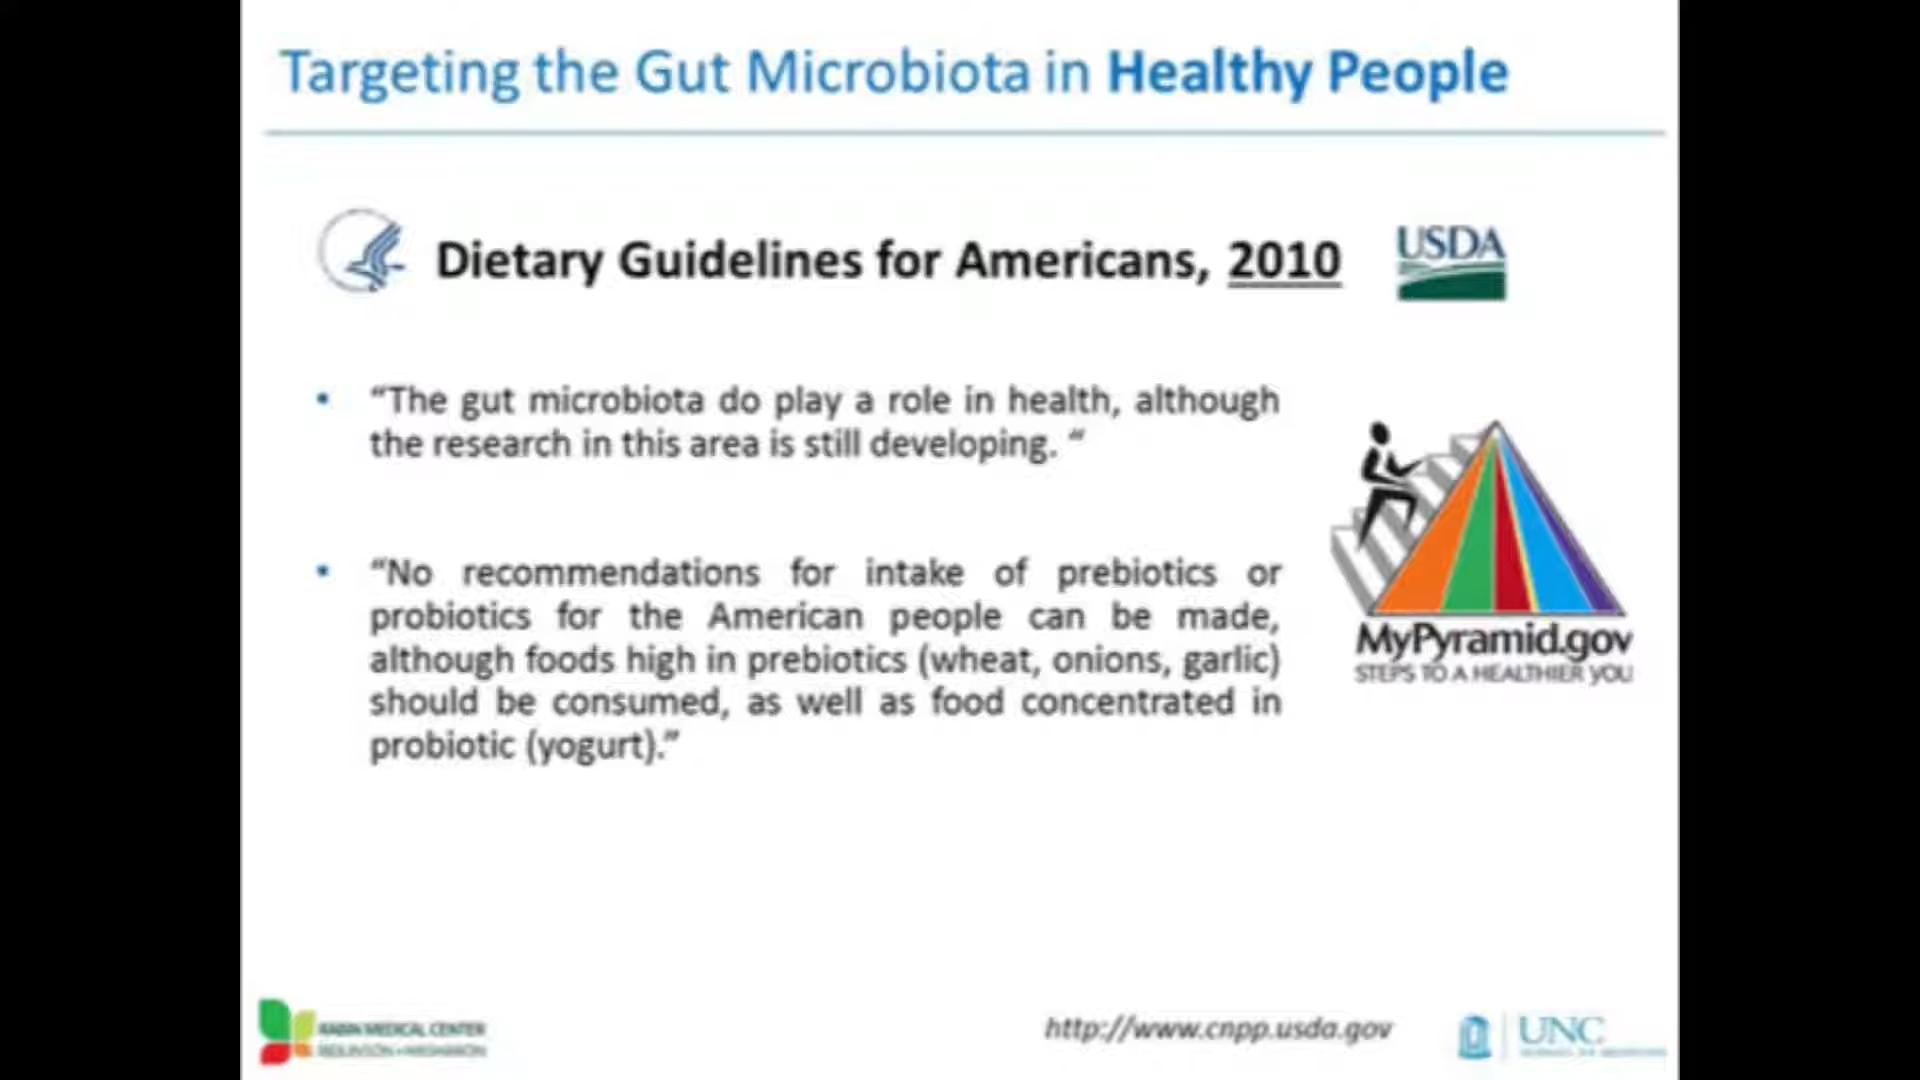 Targeting the Gut Microbiota in Healthy People
Dietary Guidelines for Americans, 2010
USDA
• “The gut microbiota do play a role in health, although
the research in this area is still developing. “
• “No recommendations for intake of prebiotics or
probiotics for the American people can be made,
although foods high in prebiotics (wheat, onions, garlic)
should be consumed, as well as food concentrated in
probiotic (yogurt).”
MyPyramid.gov
STEPS TO A HEALTHIER YOU
RABIN MEDICAL CENTER
http://www.cnpp.usda.gov
UNC